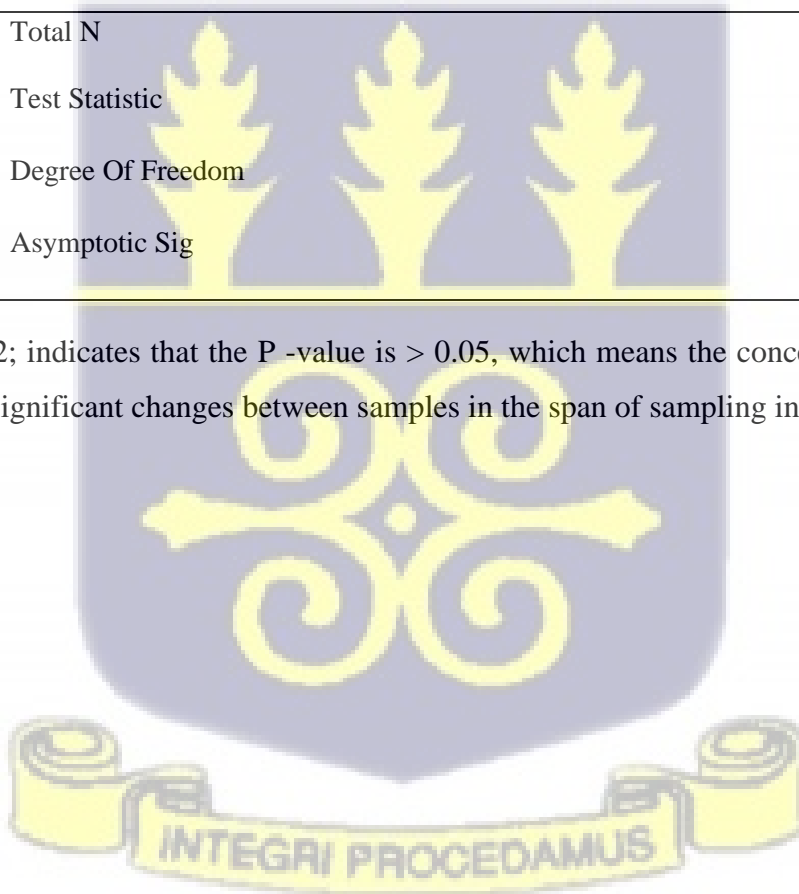 Total N
Test Statistic
Degree Of Freedom
Asymptotic Sig
2; indicates that the P -value is > 0.05, which means the conc
ignificant changes between samples in the span of sampling in
INTEGRI PROCEDAMUS